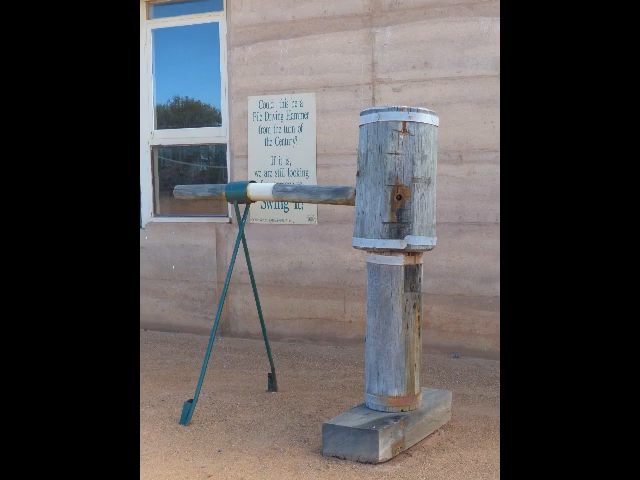 Could this be a
Pile Driving Hammer
from the turn of
the Century?
If it is,
we are still looking
Swing it!